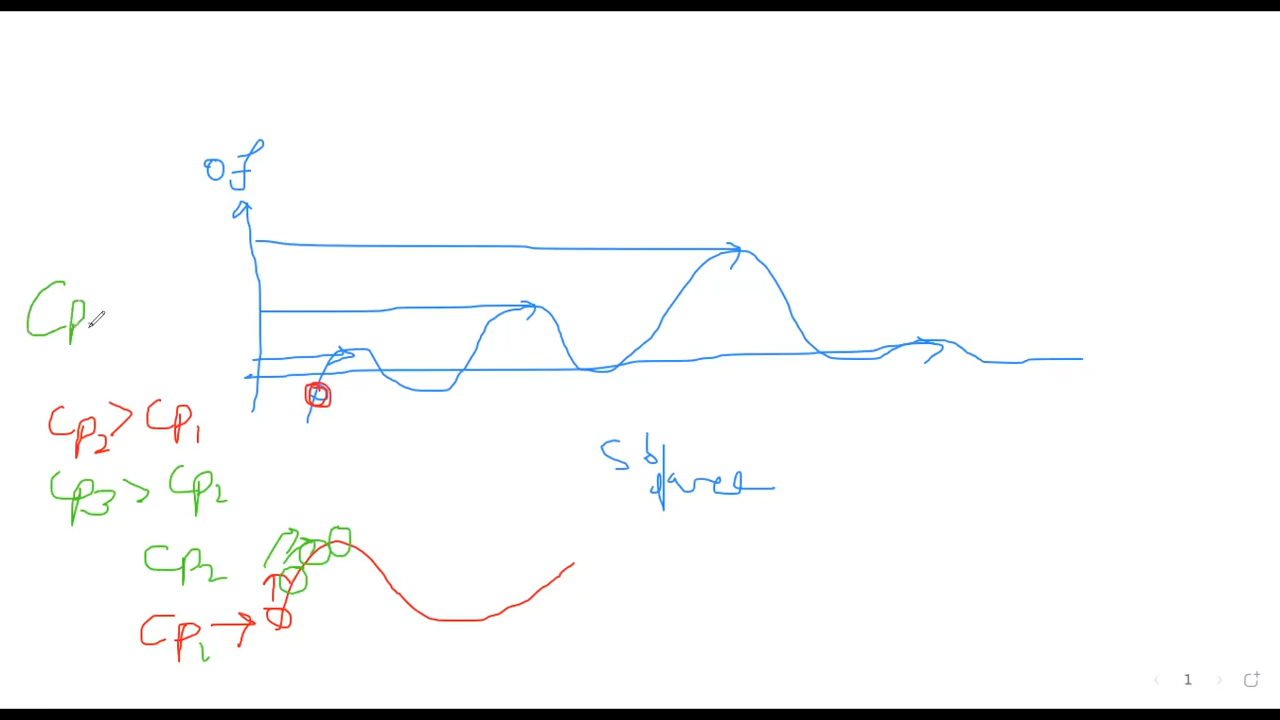 of
Cp
Cp2 > Cp1
Cp3 > Cp2
Cp2
Cp1 →
1